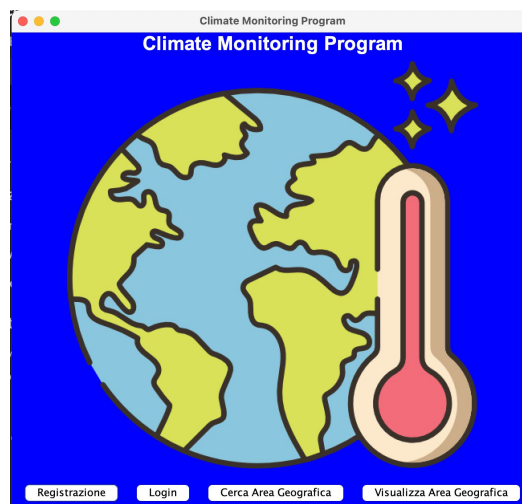 Climate Monitoring Program
Climate Monitoring Program
Registrazione Login Cerca Area Geografica Visualizza Area Geografica